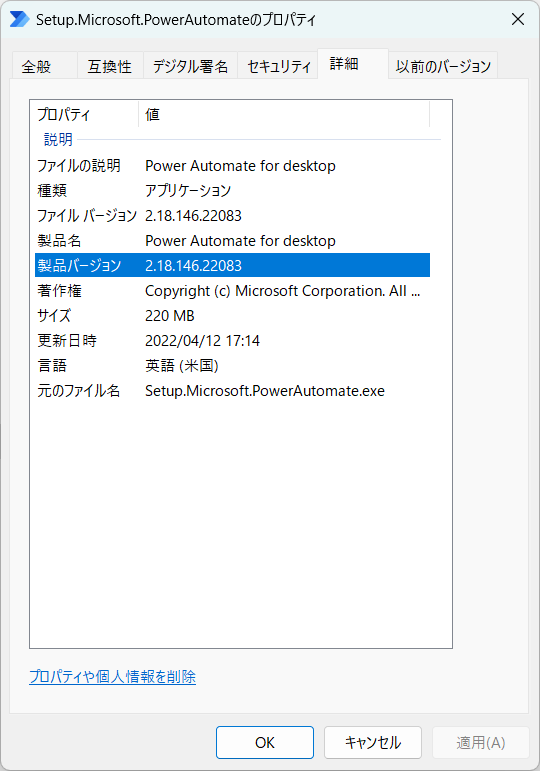 Setup.Microsoft.PowerAutomateのプロパティ
全般 互換性 デジタル署名 セキュリティ 詳細 以前のバージョン
プロパティ 値
説明
ファイルの説明 Power Automate for desktop
種類 アプリケーション
ファイル バージョン 2.18.146.22083
製品名 Power Automate for desktop
製品バージョン 2.18.146.22083
著作権 Copyright (c) Microsoft Corporation. All ...
サイズ 220 MB
更新日時 2022/04/12 17:14
言語 英語 (米国)
元のファイル名 Setup.Microsoft.PowerAutomate.exe
プロパティや個人情報を削除
OK キャンセル 適用(A)